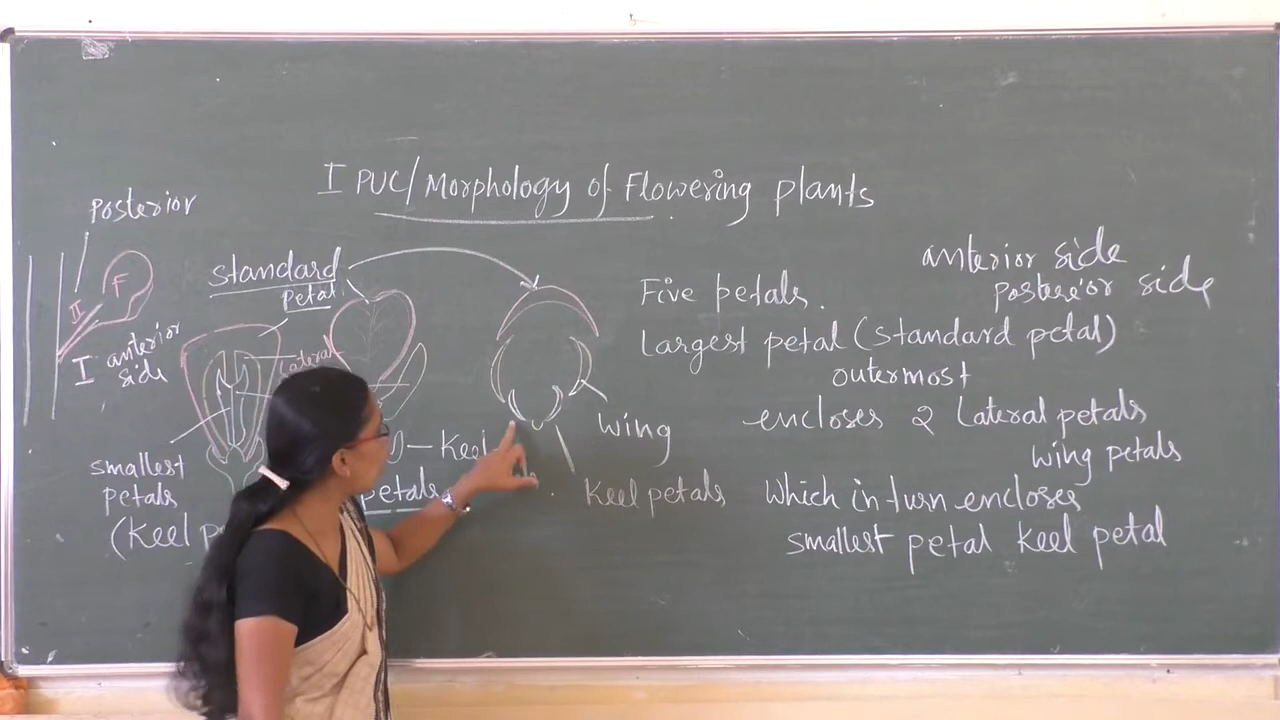 I PUC/Morphology of Flowering plants
Posterior
F
II
I anterior
side
standard
petal
Lateral
smallest
petals
(Keel
Keel
petals
wing
Keel petals
anterior side
posterior side
Five petals.
Largest petal (standard petal)
outermost
encloses 2 Lateral petals
wing petals
Which in turn encloses
smallest petal keel petal